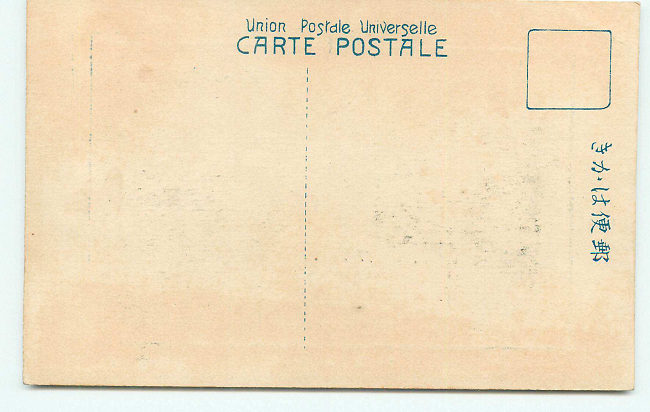 Union Postale Universelle
CARTE POSTALE
きかは便郵